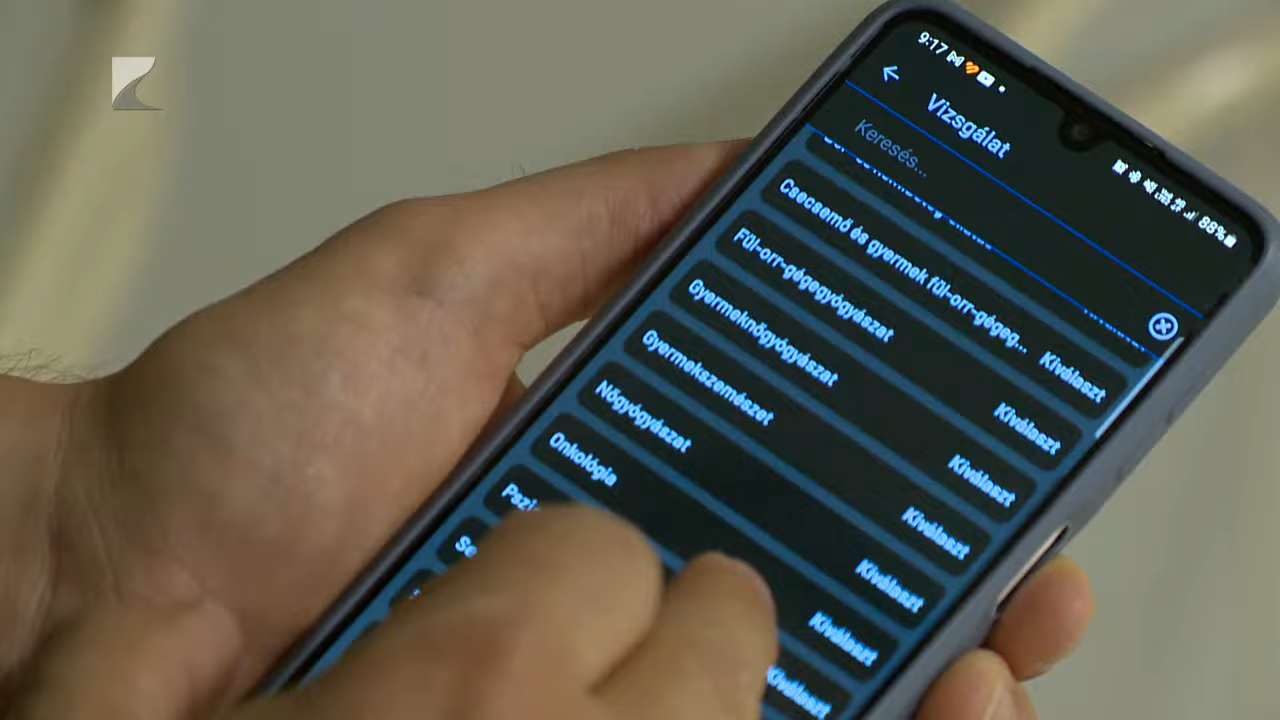 9:17
88%
Vizsgálat
Keresés...
Csecsemő és gyermek fül-orr-gégeg... Kiválaszt
Fül-orr-gégegyógyászat Kiválaszt
Gyermeknőgyógyászat Kiválaszt
Gyermekszemészet Kiválaszt
Nőgyógyászat Kiválaszt
Onkológia Kiválaszt
Kiválaszt